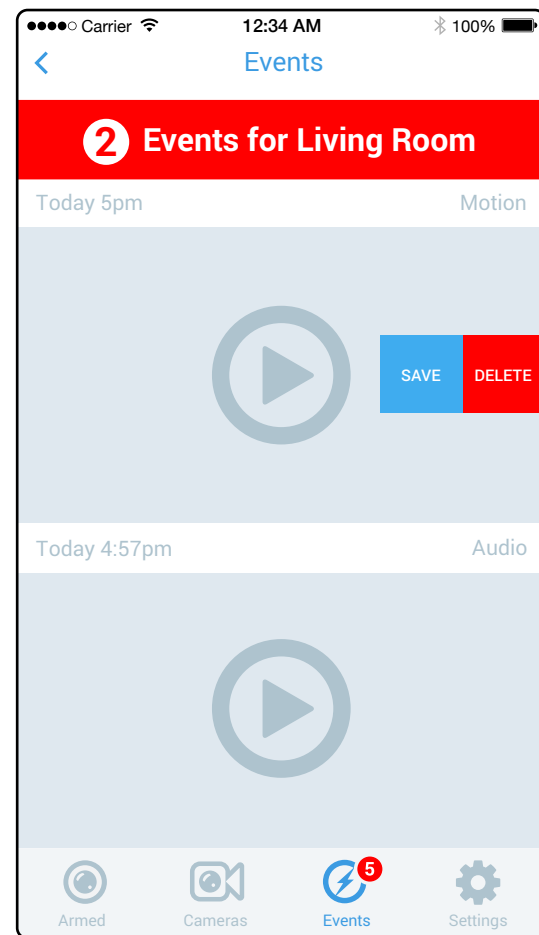 Carrier 12:34 AM 100%
Events
2 Events for Living Room
Today 5pm Motion
SAVE DELETE
Today 4:57pm Audio
5
Armed Cameras Events Settings